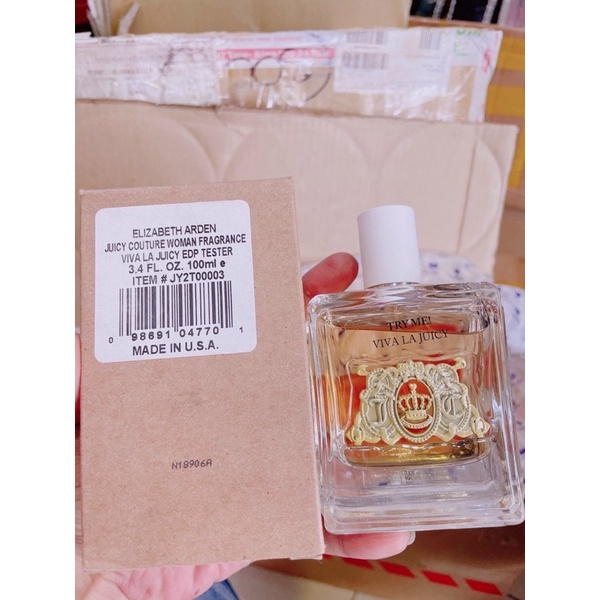 ELIZABETH ARDEN
JUICY COUTURE WOMAN FRAGRANCE
VIVA LA JUICY EDP TESTER
3.4 FL. OZ. 100ml e
ITEM # JY2T00003
0 98691 04770 1
MADE IN U.S.A.
N18906A
TRY ME!
VIVA LA JUICY